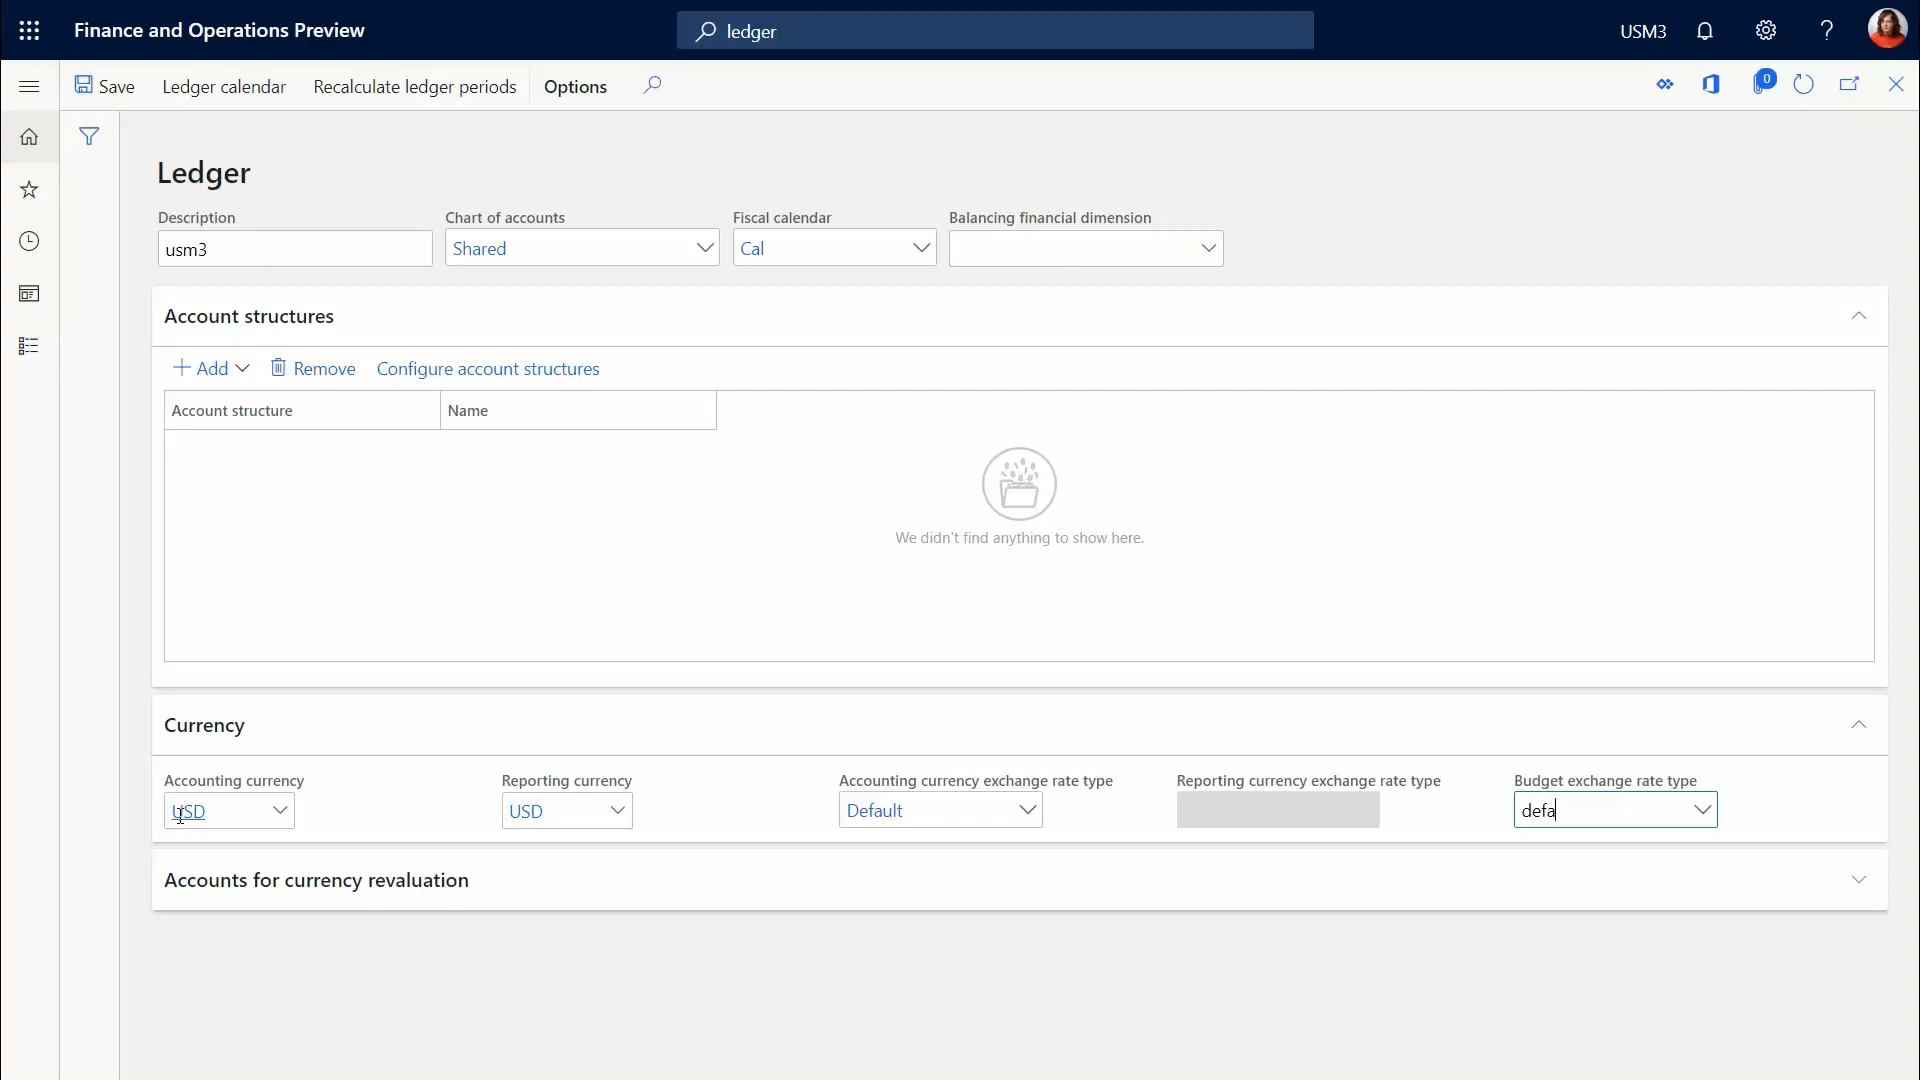 Finance and Operations Preview
ledger
USM3
Save
Ledger calendar
Recalculate ledger periods
Options
0
Ledger
Description
Chart of accounts
Fiscal calendar
Balancing financial dimension
usm3
Shared
Cal
Account structures
Add
Remove
Configure account structures
Account structure
Name
We didn't find anything to show here.
Currency
Accounting currency
Reporting currency
Accounting currency exchange rate type
Reporting currency exchange rate type
Budget exchange rate type
USD
USD
Default
defa
Accounts for currency revaluation